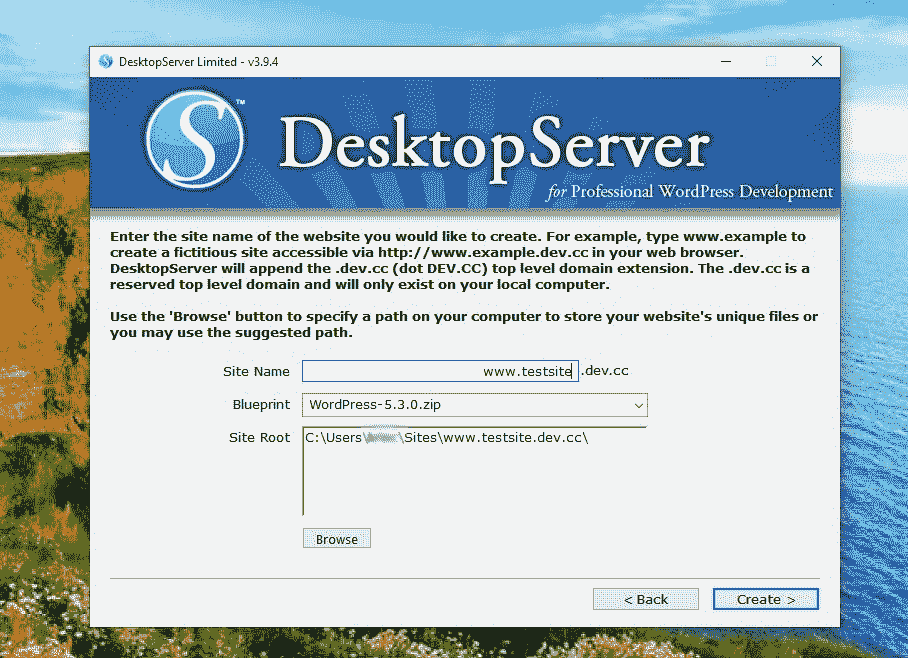 DesktopServer Limited - v3.9.4
S
TM
DesktopServer
for Professional WordPress Development
Enter the site name of the website you would like to create. For example, type www.example to
create a fictitious site accessible via http://www.example.dev.cc in your web browser.
DesktopServer will append the .dev.cc (dot DEV.CC) top level domain extension. The .dev.cc is a
reserved top level domain and will only exist on your local computer.
Use the 'Browse' button to specify a path on your computer to store your website's unique files or
you may use the suggested path.
Site Name www.testsite .dev.cc
Blueprint WordPress-5.3.0.zip
Site Root C:\Users\ \Sites\www.testsite.dev.cc\
Browse
< Back Create >